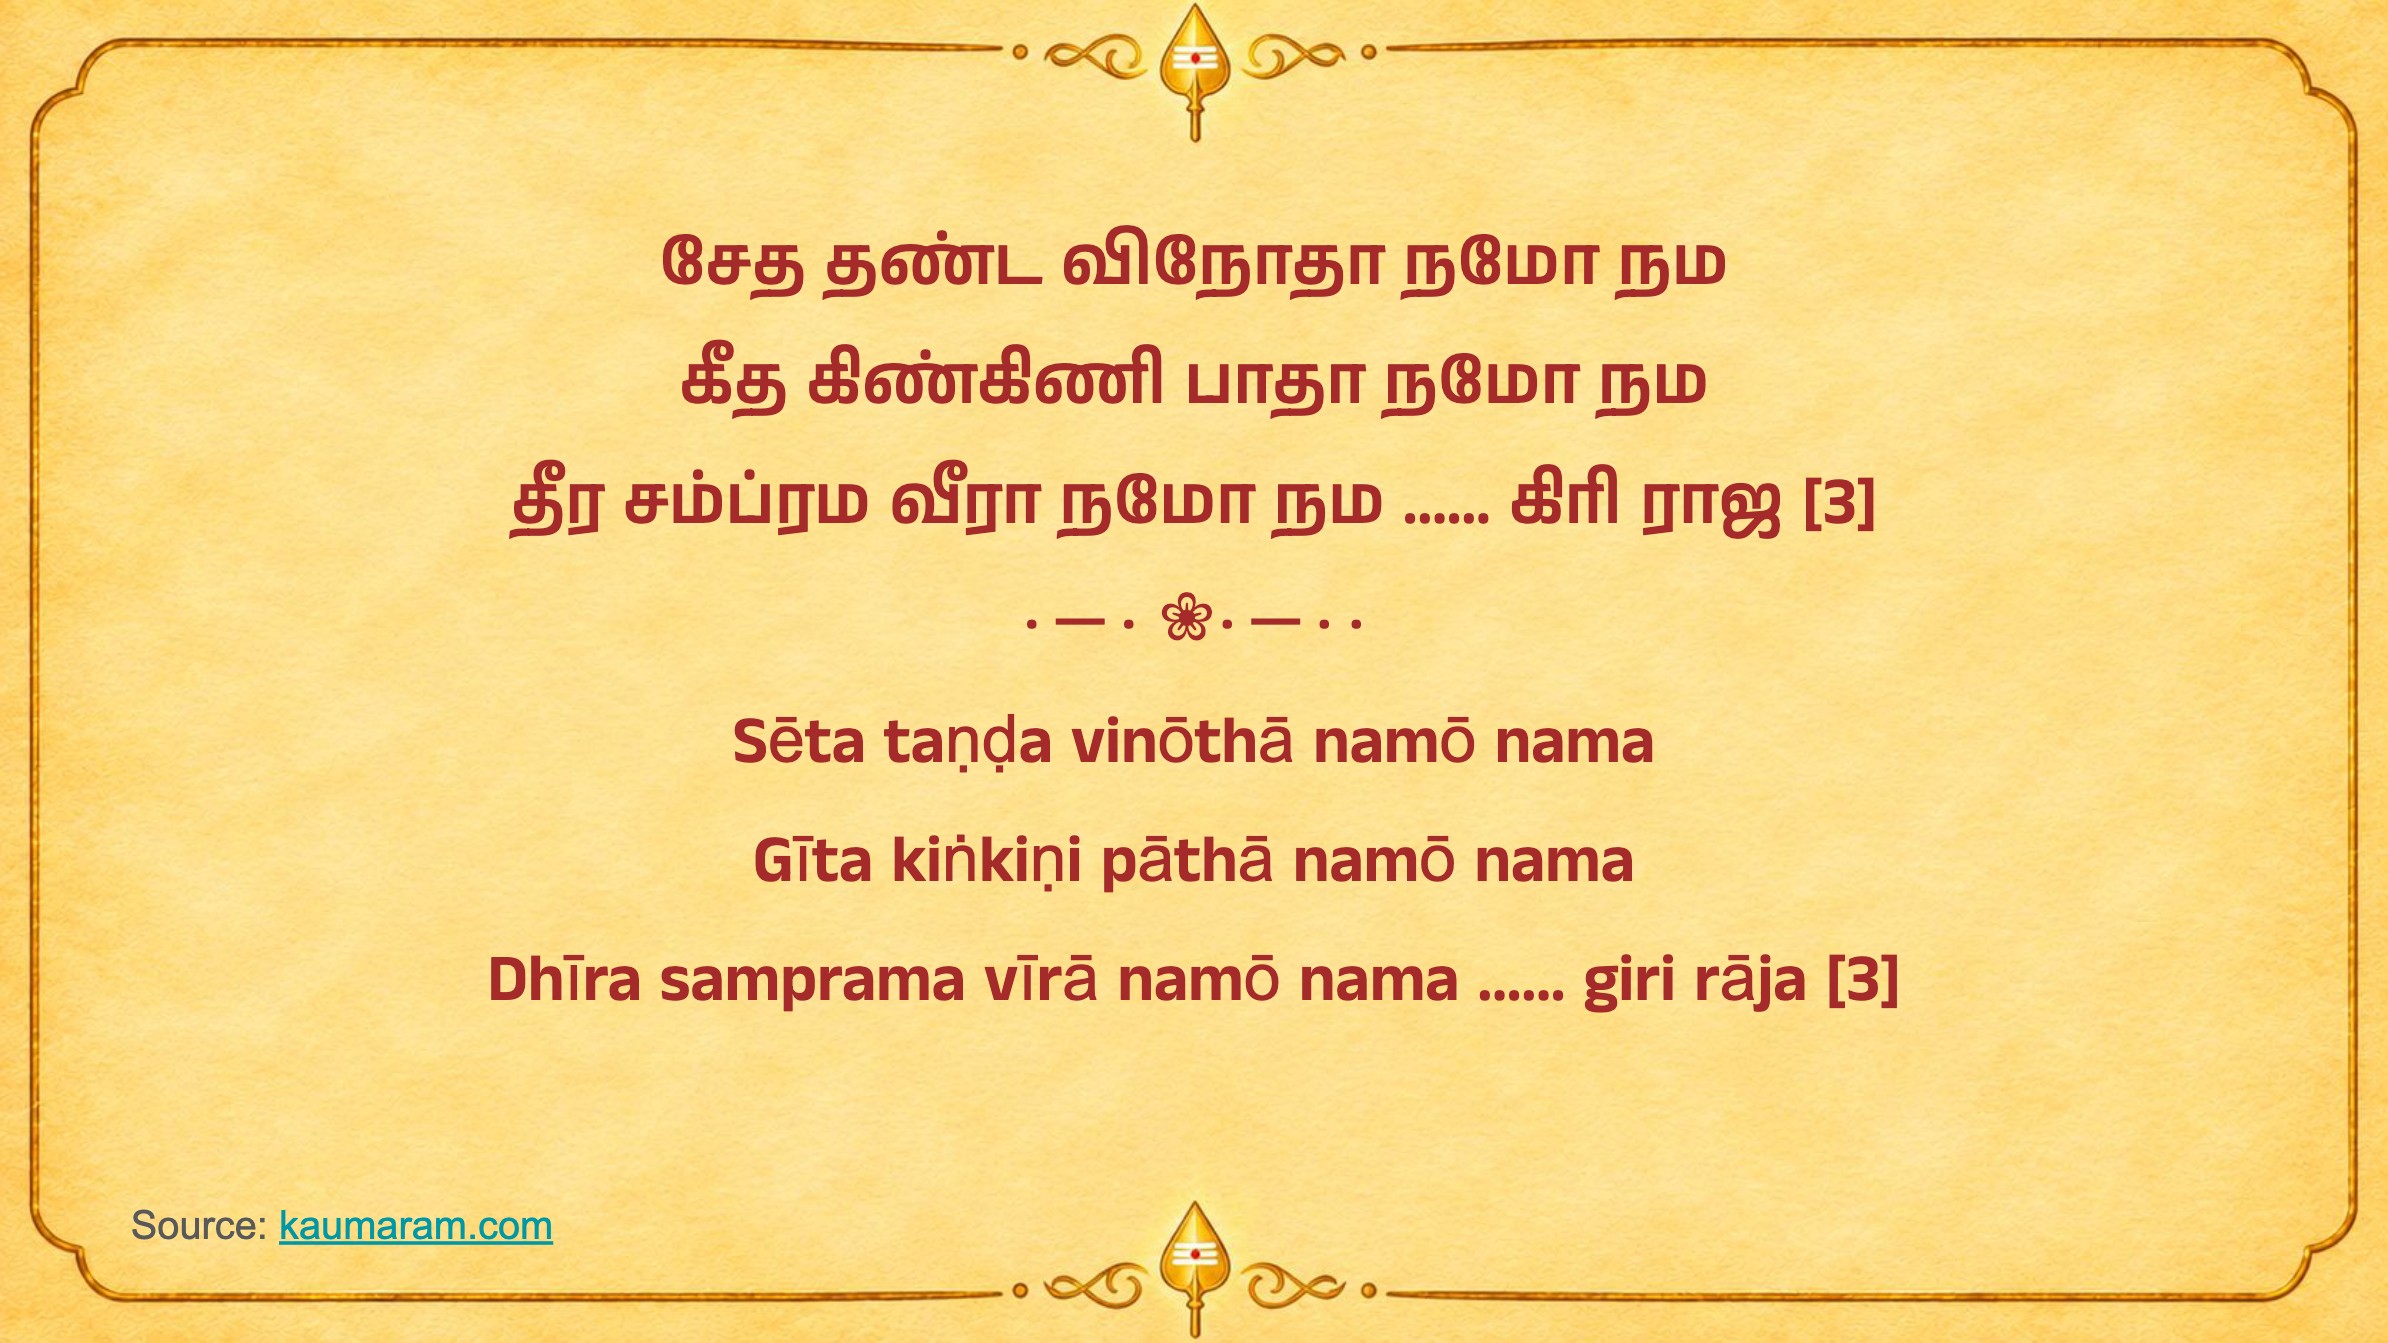 சேத தண்ட விநோதா நமோ நம
கீத கிண்கிணி பாதா நமோ நம
தீர சம்ப்ரம வீரா நமோ நம ...... கிரி ராஜ [3]
· — · ❀· — · ·
Sēta taṇḍa vinōthā namō nama
Gīta kiṅkiṇi pāthā namō nama
Dhīra samprama vīrā namō nama ...... giri rāja [3]
Source: kaumaram.com